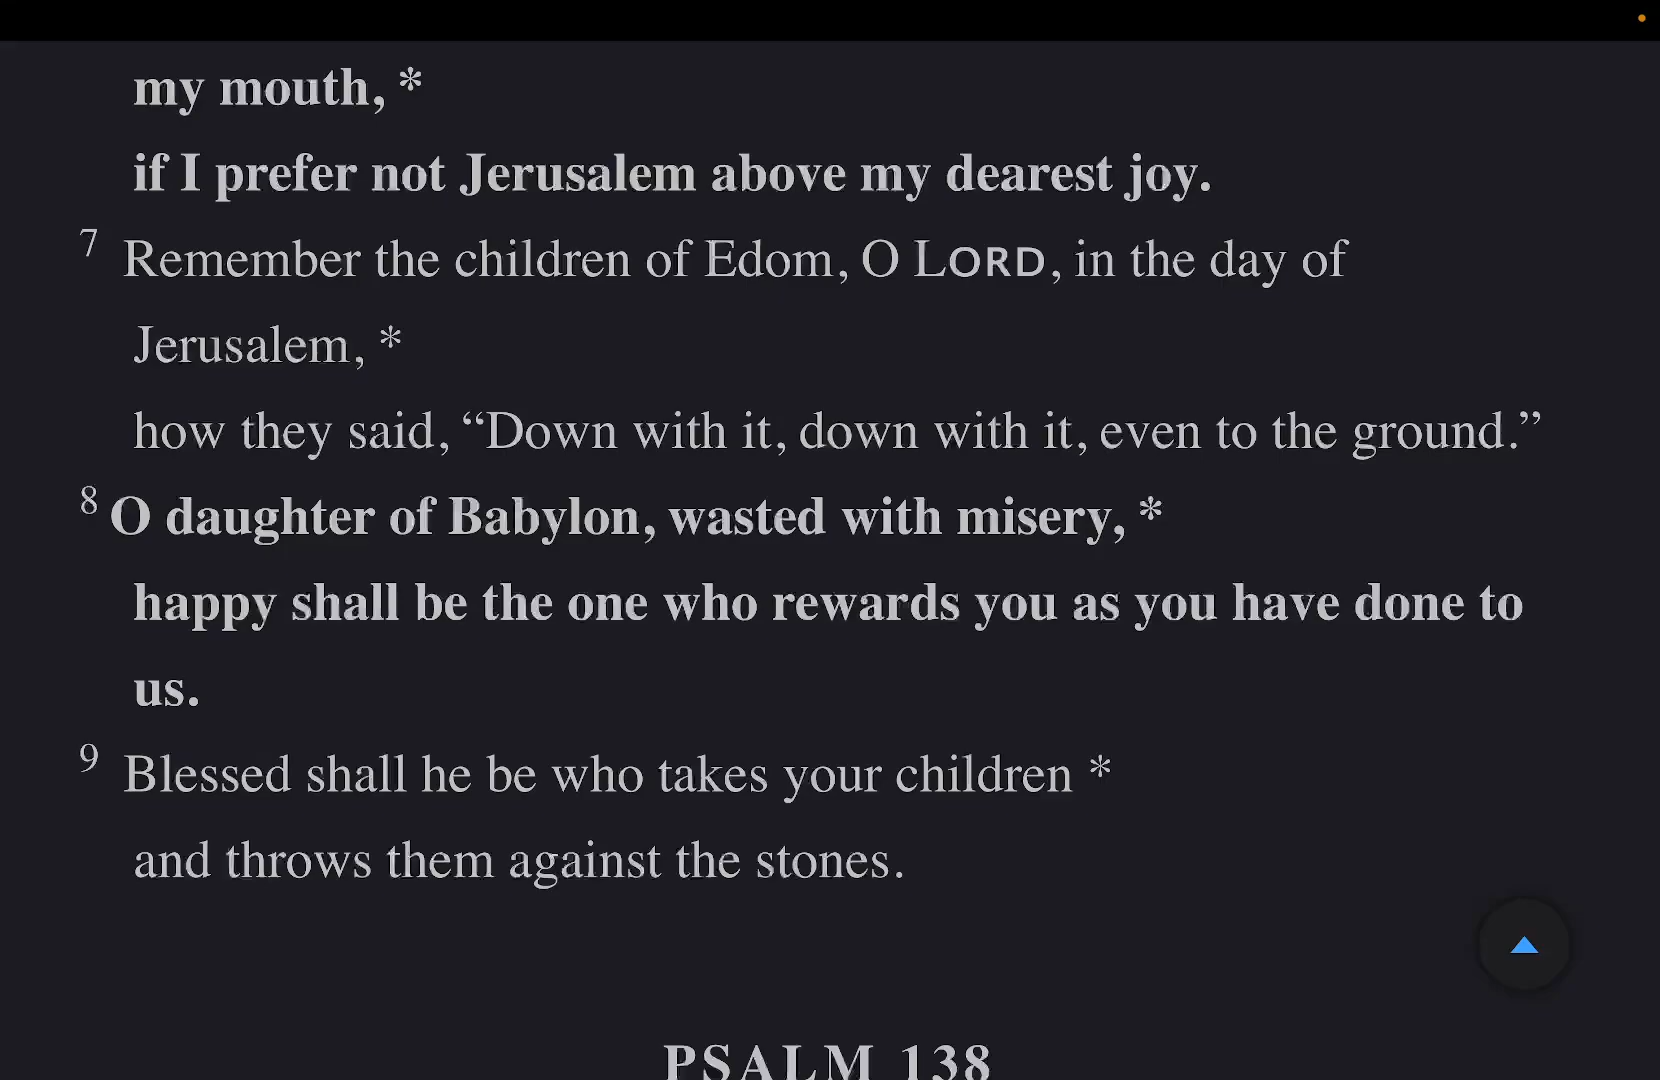 my mouth, *
if I prefer not Jerusalem above my dearest joy.
7 Remember the children of Edom, O LORD, in the day of
Jerusalem, *
how they said, “Down with it, down with it, even to the ground.”
8 O daughter of Babylon, wasted with misery, *
happy shall be the one who rewards you as you have done to
us.
9 Blessed shall he be who takes your children *
and throws them against the stones.
PSALM 138